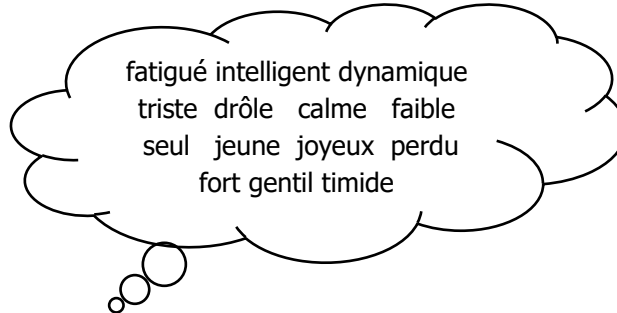 fatigué intelligent dynamique
triste drôle calme faible
seul jeune joyeux perdu
fort gentil timide